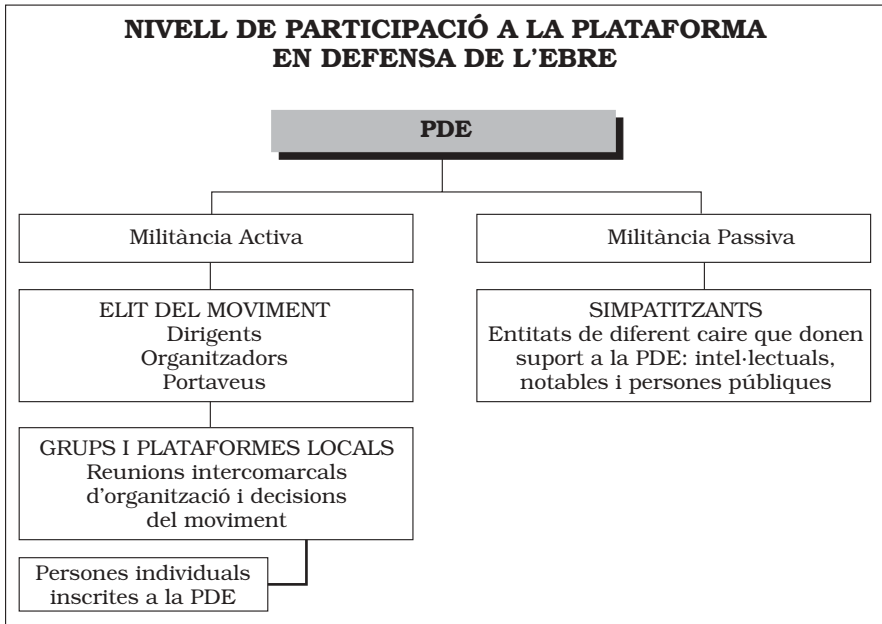 NIVELL DE PARTICIPACIÓ A LA PLATAFORMA
EN DEFENSA DE L'EBRE
PDE
Militància Activa
Militància Passiva
ELIT DEL MOVIMENT
Dirigents
Organitzadors
Portaveus
SIMPATITZANTS
Entitats de diferent caire que donen
suport a la PDE: intel·lectuals,
notables i persones públiques
GRUPS I PLATAFORMES LOCALS
Reunions intercomarcals
d'organització i decisions
del moviment
Persones individuals
inscrites a la PDE